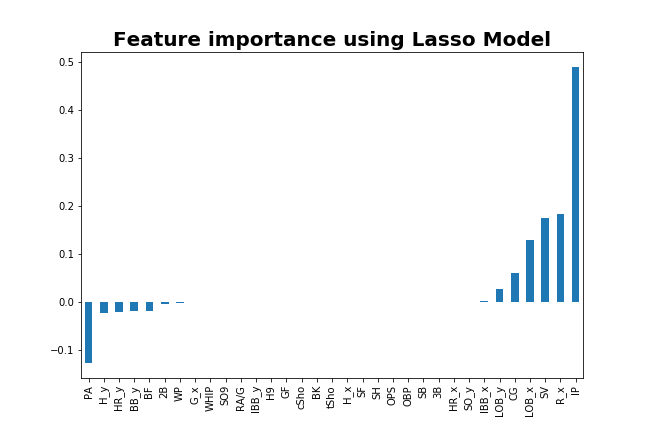 Feature importance using Lasso Model
0.5
0.4
0.3
0.2
0.1
0.0
−0.1
PA
H_y
HR_y
BB_y
BF
2B
WP
G_x
WHIP
SO9
RA/G
IBB_y
H9
GF
cSho
BK
tSho
H_x
SF
SH
OPS
OBP
SB
3B
HR_x
SO_y
IBB_x
LOB_y
CG
LOB_x
SV
R_x
IP